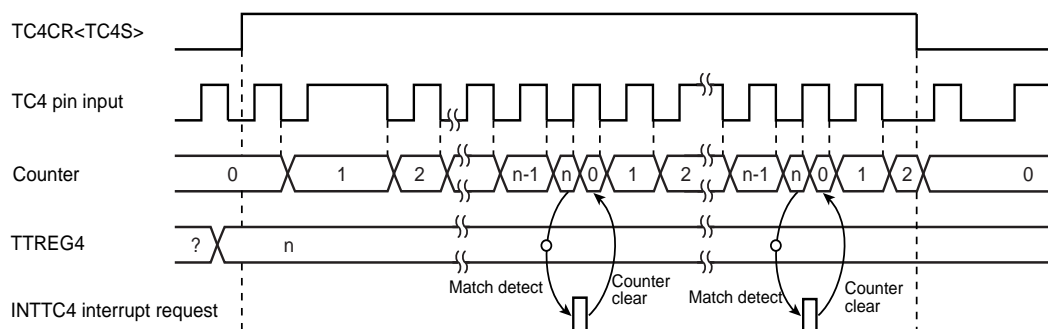 TC4CR<TC4S>
TC4 pin input
Counter 0 1 2 n-1 n 0 1 2 n-1 n 0 1 2 0
TTREG4 ? n
Match detect Counter clear Match detect Counter clear
INTTC4 interrupt request